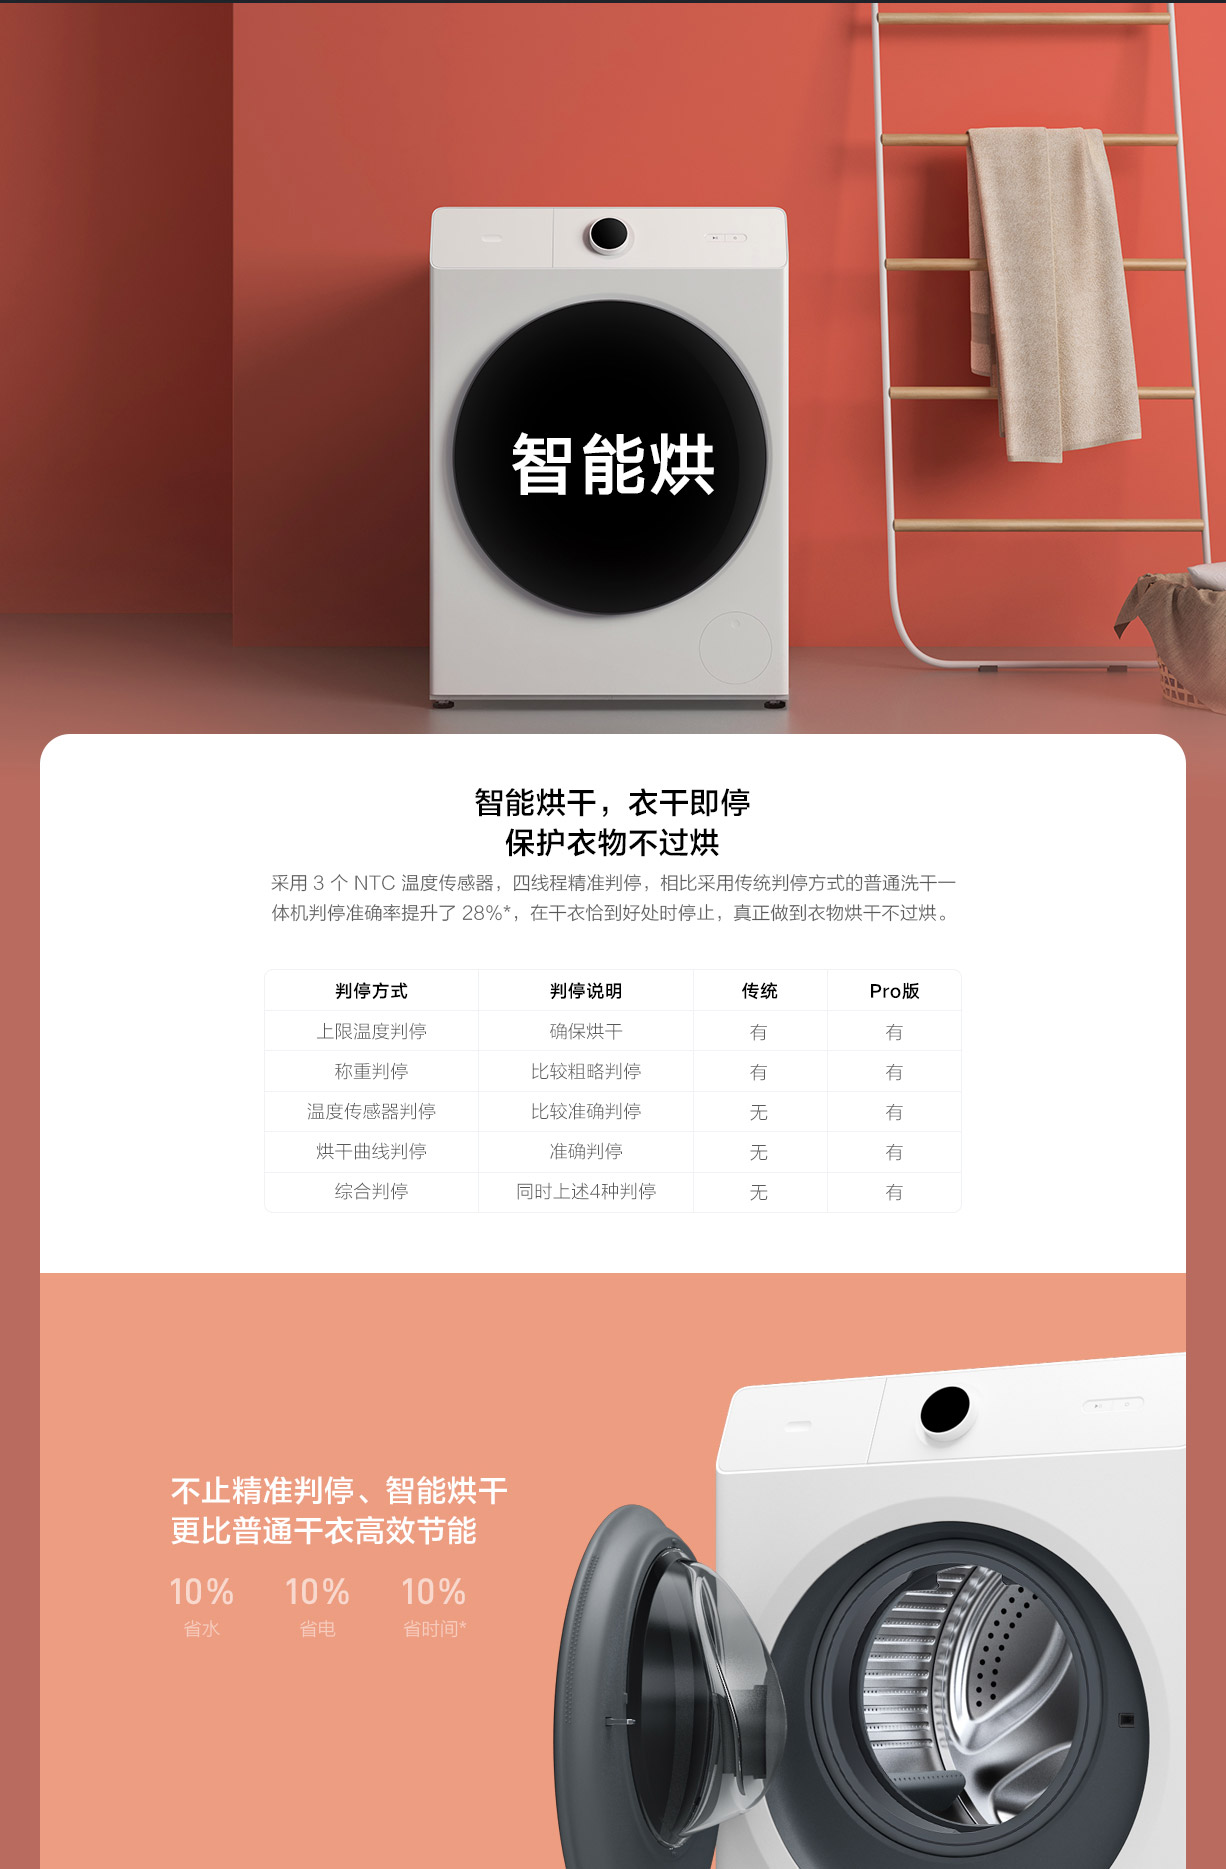 智能烘
智能烘干，衣干即停
保护衣物不过烘
采用 3 个 NTC 温度传感器，四线程精准判停，相比采用传统判停方式的普通洗干一
体机判停准确率提升了 28%*，在干衣恰到好处时停止，真正做到衣物烘干不过烘。
判停方式 判停说明 传统 Pro版
上限温度判停 确保烘干 有 有
称重判停 比较粗略判停 有 有
温度传感器判停 比较准确判停 无 有
烘干曲线判停 准确判停 无 有
综合判停 同时上述4种判停 无 有
不止精准判停、智能烘干
更比普通干衣高效节能
10% 10% 10%
省水 省电 省时间*